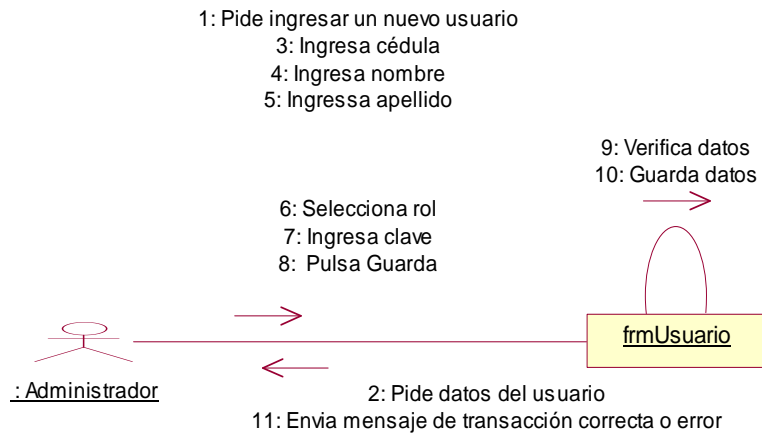 1: Pide ingresar un nuevo usuario
3: Ingresa cédula
4: Ingresa nombre
5: Ingressa apellido
9: Verifica datos
10: Guarda datos
6: Selecciona rol
7: Ingresa clave
8: Pulsa Guarda
frmUsuario
: Administrador
2: Pide datos del usuario
11: Envia mensaje de transacción correcta o error